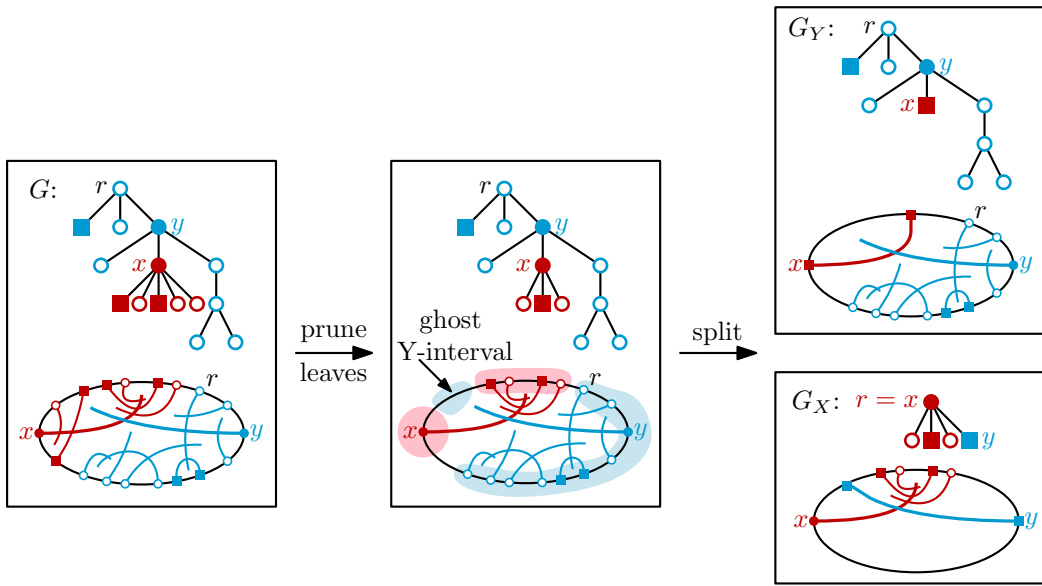 G:
r
y
x
r
x
y
prune
leaves
r
y
x
ghost
Y-interval
r
x
y
split
G_Y:
r
y
x
r
x
y
G_X:
r = x
y
x
y